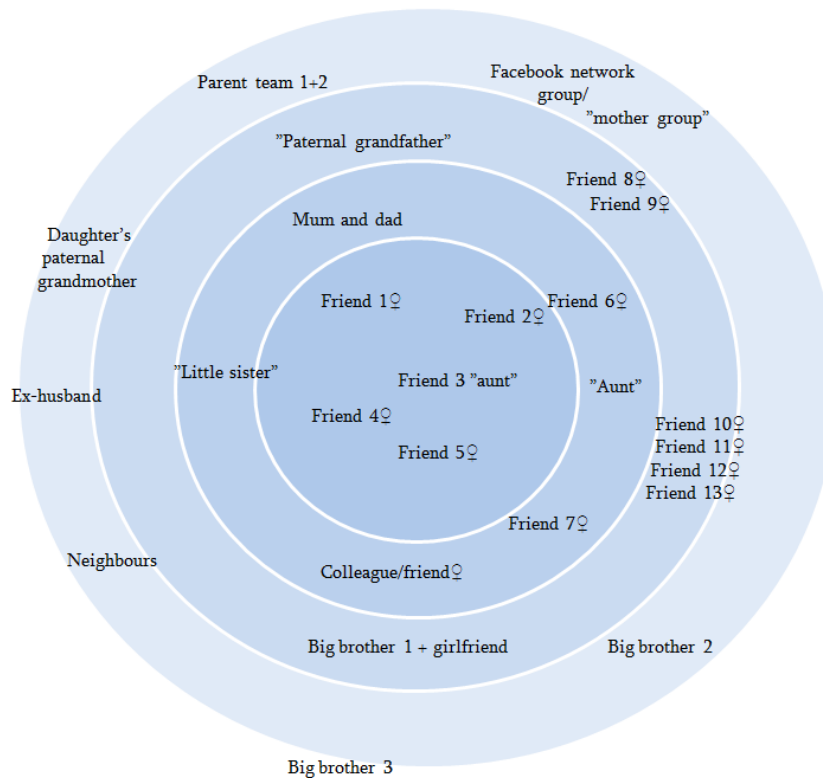 Parent team 1+2
Facebook network
group/
"mother group"
"Paternal grandfather"
Friend 8♀
Friend 9♀
Mum and dad
Daughter's
paternal
grandmother
Friend 1♀
Friend 2♀
Friend 6♀
"Little sister"
Friend 3 "aunt"
"Aunt"
Ex-husband
Friend 4♀
Friend 5♀
Friend 10♀
Friend 11♀
Friend 12♀
Friend 13♀
Friend 7♀
Neighbours
Colleague/friend♀
Big brother 1 + girlfriend
Big brother 2
Big brother 3